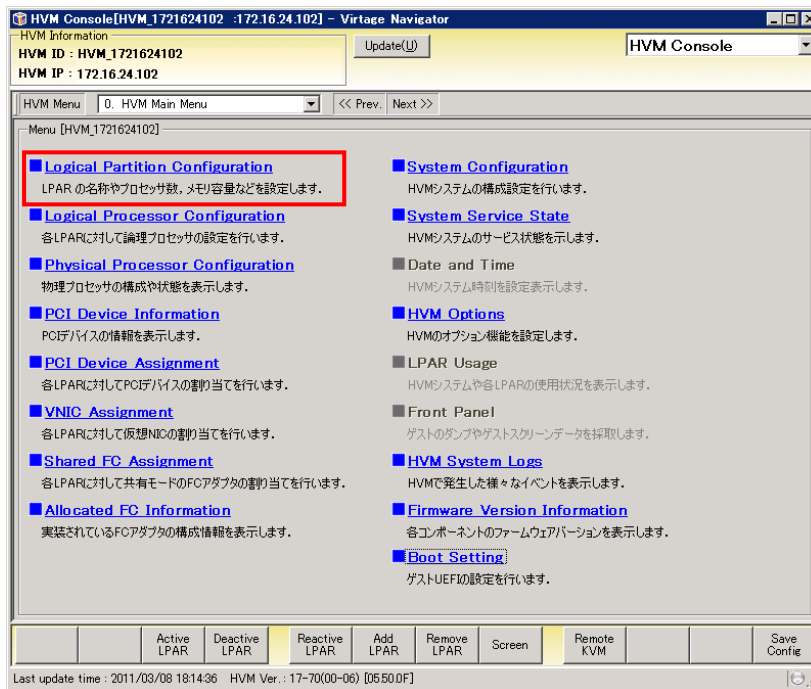 HVM Console[HVM_1721624102 :172.16.24.102] - Virtage Navigator
HVM Information
HVM ID : HVM_1721624102
HVM IP : 172.16.24.102
Update(U)
HVM Console
HVM Menu
0. HVM Main Menu
<< Prev. Next >>
Menu [HVM_1721624102]
Logical Partition Configuration
LPAR の名称やプロセッサ数，メモリ容量などを設定します．
Logical Processor Configuration
各LPARに対して論理プロセッサの設定を行います．
Physical Processor Configuration
物理プロセッサの構成や状態を表示します．
PCI Device Information
PCIデバイスの情報を表示します．
PCI Device Assignment
各LPARに対してPCIデバイスの割り当てを行います．
VNIC Assignment
各LPARに対して仮想NICの割り当てを行います．
Shared FC Assignment
各LPARに対して共有モードのFCアダプタの割り当てを行います．
Allocated FC Information
実装されているFCアダプタの構成情報を表示します．
System Configuration
HVMシステムの構成設定を行います．
System Service State
HVMシステムのサービス状態を示します．
Date and Time
HVMシステム時刻を設定表示します．
HVM Options
HVMのオプション機能を設定します．
LPAR Usage
HVMシステムや各LPARの使用状況を表示します．
Front Panel
ゲストのダンプやゲストスクリーンデータを採取します．
HVM System Logs
HVMで発生した様々なイベントを表示します．
Firmware Version Information
各コンポーネントのファームウェアバージョンを表示します．
Boot Setting
ゲストUEFIの設定を行います．
Active LPAR
Deactive LPAR
Reactive LPAR
Add LPAR
Remove LPAR
Screen
Remote KVM
Save Config
Last update time : 2011/03/08 18:14:36 HVM Ver. : 17-70(00-06) [05.50.0F]